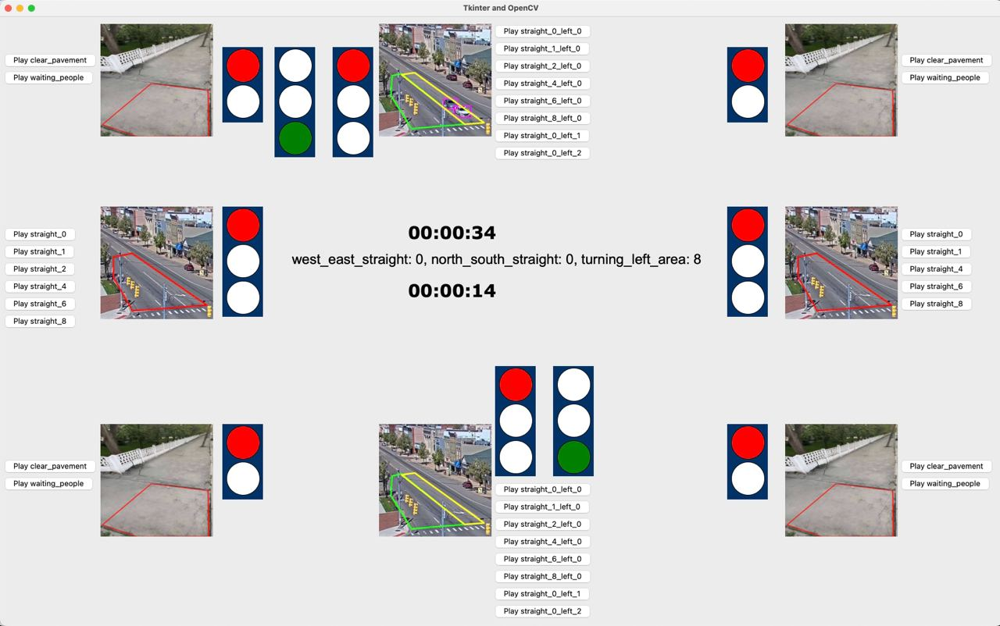 Tkinter and OpenCV
Play clear_pavement
Play waiting_people
Play straight_0_left_0
Play straight_1_left_0
Play straight_2_left_0
Play straight_4_left_0
Play straight_6_left_0
Play straight_8_left_0
Play straight_0_left_1
Play straight_0_left_2
Play clear_pavement
Play waiting_people
Play straight_0
Play straight_1
Play straight_2
Play straight_4
Play straight_6
Play straight_8
00:00:34
west_east_straight: 0, north_south_straight: 0, turning_left_area: 8
00:00:14
Play straight_0
Play straight_1
Play straight_4
Play straight_6
Play straight_8
Play clear_pavement
Play waiting_people
Play straight_0_left_0
Play straight_1_left_0
Play straight_2_left_0
Play straight_4_left_0
Play straight_6_left_0
Play straight_8_left_0
Play straight_0_left_1
Play straight_0_left_2
Play clear_pavement
Play waiting_people